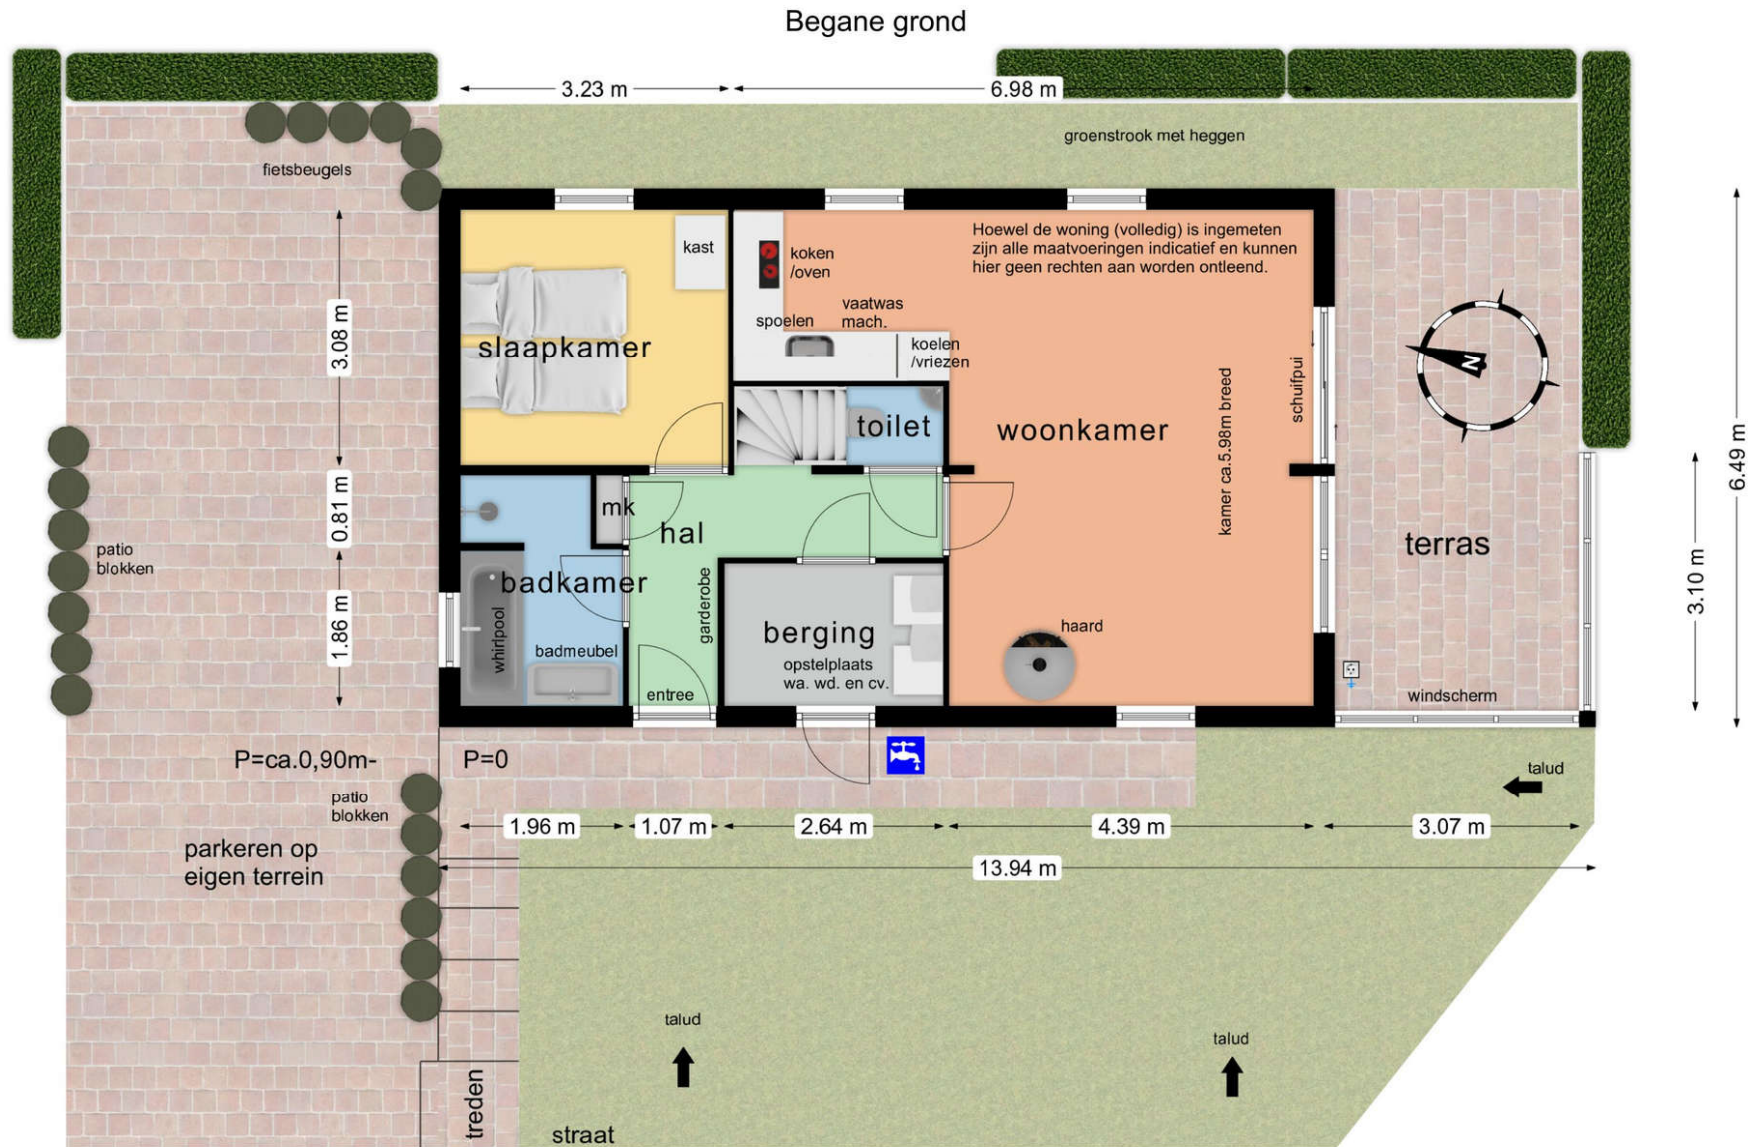 Begane grond
3.23 m
6.98 m
groenstrook met heggen
fietsbeugels
Hoewel de woning (volledig) is ingemeten
zijn alle maatvoeringen indicatief en kunnen
hier geen rechten aan worden ontleend.
kast
koken
/oven
vaatwas
mach.
spoelen
koelen
/vriezen
slaapkamer
3.08 m
N
schuifpui
kamer ca.5.98m breed
toilet
woonkamer
6.49 m
0.81 m
mk
hal
terras
patio
blokken
badkamer
garderobe
3.10 m
1.86 m
whirlpool
badmeubel
berging
opstelplaats
wa. wd. en cv.
haard
entree
windscherm
P=ca.0,90m-
P=0
talud
patio
blokken
1.96 m
1.07 m
2.64 m
4.39 m
3.07 m
parkeren op
eigen terrein
13.94 m
talud
talud
treden
straat